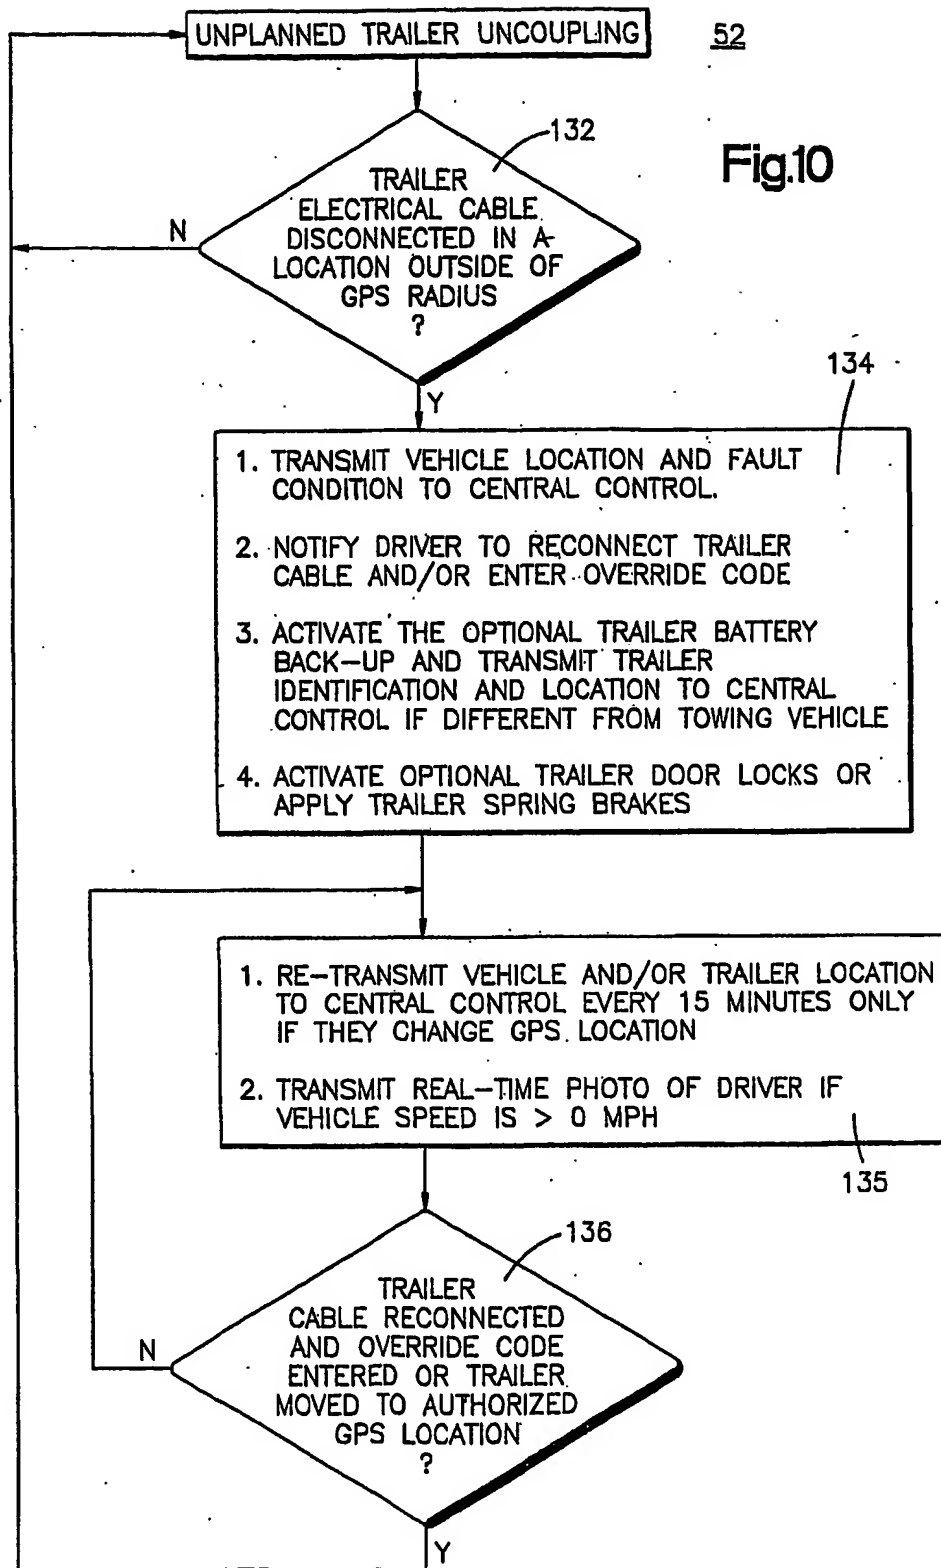 UNPLANNED TRAILER UNCOUPLING
52
Fig.10
132
TRAILER
ELECTRICAL CABLE
DISCONNECTED IN A
LOCATION OUTSIDE OF
GPS RADIUS
?
N
Y
134
1. TRANSMIT VEHICLE LOCATION AND FAULT
CONDITION TO CENTRAL CONTROL.
2. NOTIFY DRIVER TO RECONNECT TRAILER
CABLE AND/OR ENTER OVERRIDE CODE
3. ACTIVATE THE OPTIONAL TRAILER BATTERY
BACK-UP AND TRANSMIT TRAILER
IDENTIFICATION AND LOCATION TO CENTRAL
CONTROL IF DIFFERENT FROM TOWING VEHICLE
4. ACTIVATE OPTIONAL TRAILER DOOR LOCKS OR
APPLY TRAILER SPRING BRAKES
1. RE-TRANSMIT VEHICLE AND/OR TRAILER LOCATION
TO CENTRAL CONTROL EVERY 15 MINUTES ONLY
IF THEY CHANGE GPS LOCATION
2. TRANSMIT REAL-TIME PHOTO OF DRIVER IF
VEHICLE SPEED IS > 0 MPH
135
136
TRAILER
CABLE RECONNECTED
AND OVERRIDE CODE
ENTERED OR TRAILER
MOVED TO AUTHORIZED
GPS LOCATION
?
N
Y